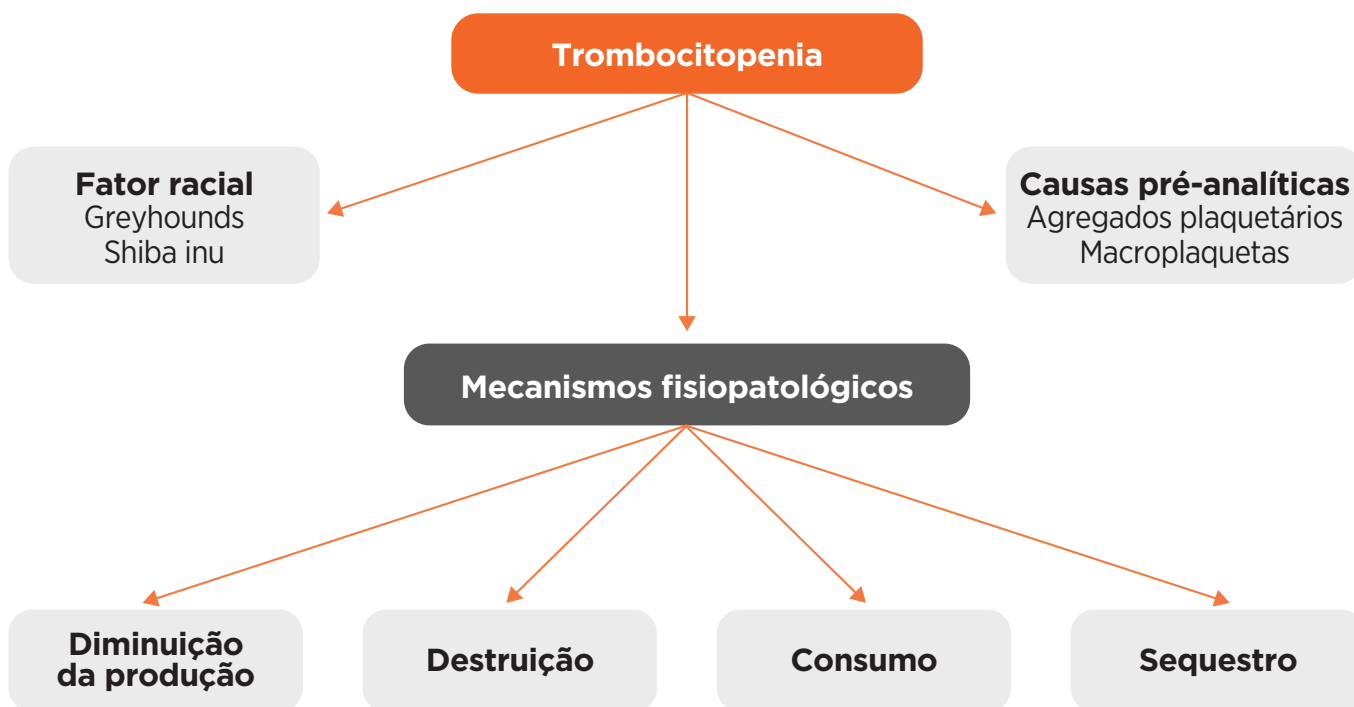 Trombocitopenia
Fator racial
Greyhounds
Shiba inu
Causas pré-analíticas
Agregados plaquetários
Macroplaquetas
Mecanismos fisiopatológicos
Diminuição
da produção
Destruição
Consumo
Sequestro